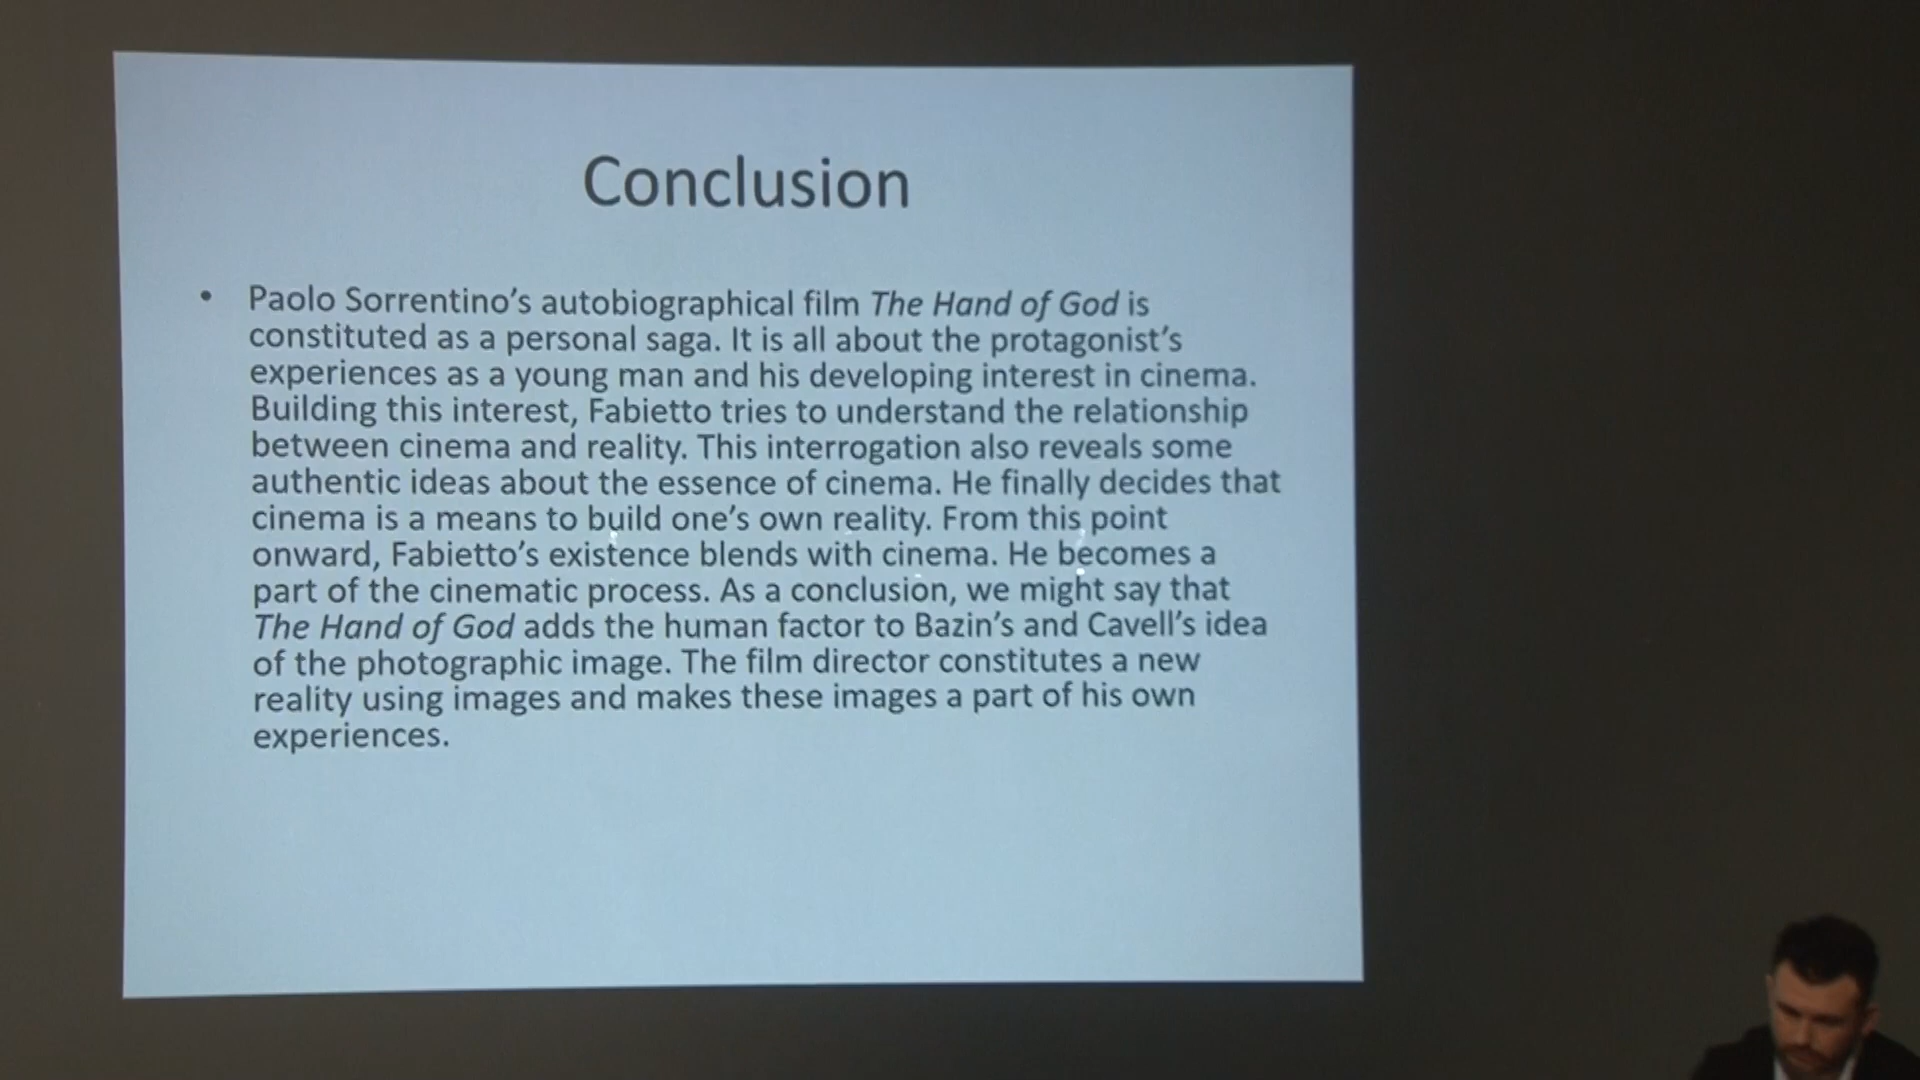 Conclusion
• Paolo Sorrentino's autobiographical film The Hand of God is
constituted as a personal saga. It is all about the protagonist's
experiences as a young man and his developing interest in cinema.
Building this interest, Fabietto tries to understand the relationship
between cinema and reality. This interrogation also reveals some
authentic ideas about the essence of cinema. He finally decides that
cinema is a means to build one's own reality. From this point
onward, Fabietto's existence blends with cinema. He becomes a
part of the cinematic process. As a conclusion, we might say that
The Hand of God adds the human factor to Bazin's and Cavell's idea
of the photographic image. The film director constitutes a new
reality using images and makes these images a part of his own
experiences.